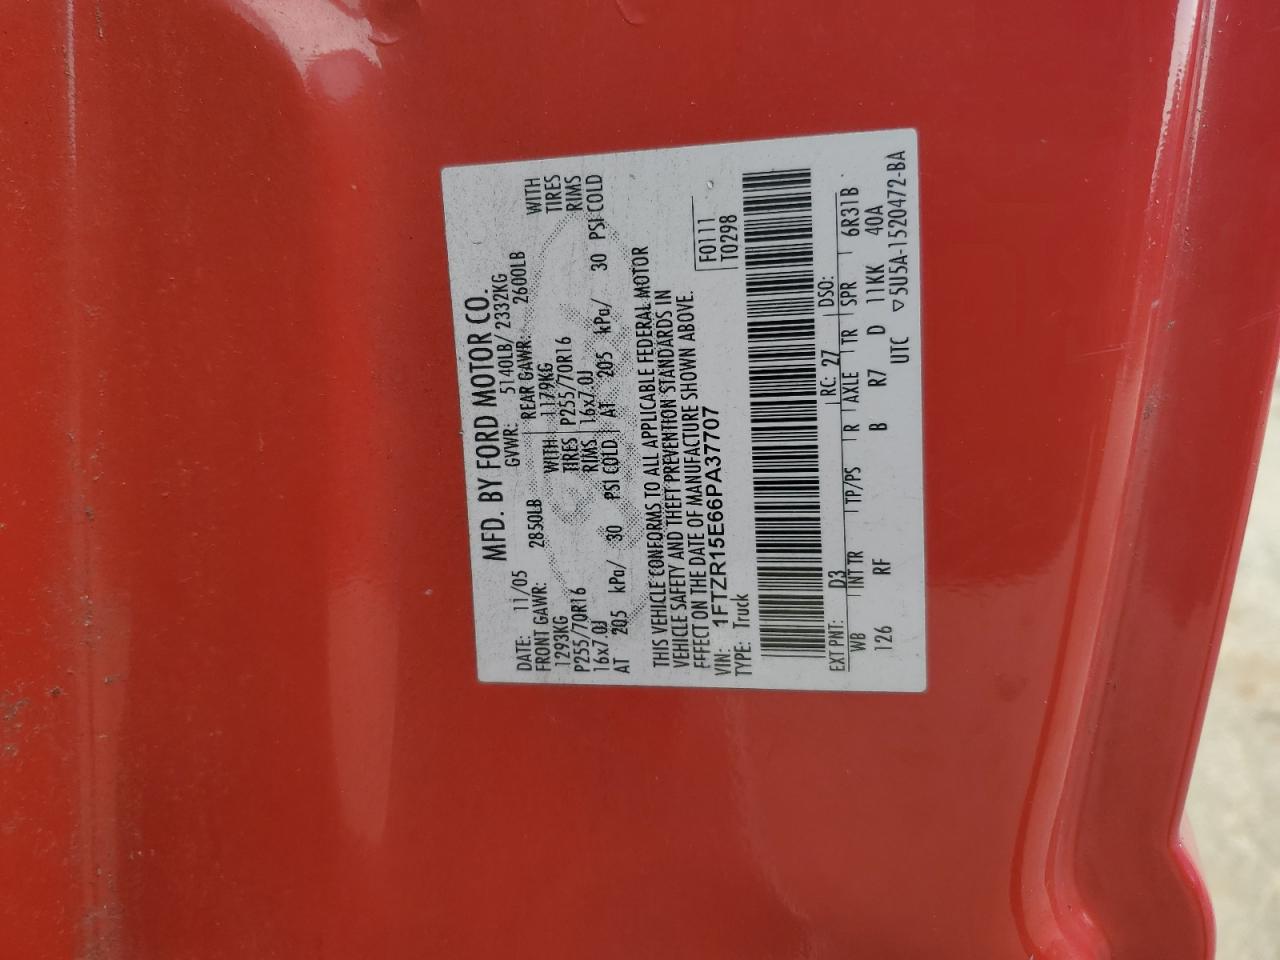 MFD. BY FORD MOTOR CO.
DATE: 11/05 GVWR: 5140LB/ 2332KG
FRONT GAWR: 2850LB REAR GAWR: 2600LB
1293KG WITH 1179KG WITH
P255/70R16 TIRES P255/70R16 TIRES
16x7.0J RIMS 16x7.0J RIMS
AT 205 kPa/ 30 PSI COLD AT 205 kPa/ 30 PSI COLD
THIS VEHICLE CONFORMS TO ALL APPLICABLE FEDERAL MOTOR
VEHICLE SAFETY AND THEFT PREVENTION STANDARDS IN
EFFECT ON THE DATE OF MANUFACTURE SHOWN ABOVE.
VIN: 1FTZR15E66PA37707 F0111
TYPE: Truck T0298
EXT PNT: D3 RC: 27 DSO:
WB INT TR TP/PS R AXLE TR SPR 6R31B
126 RF B R7 D 11KK 40A
UTC ▽5U5A-1520472-BA